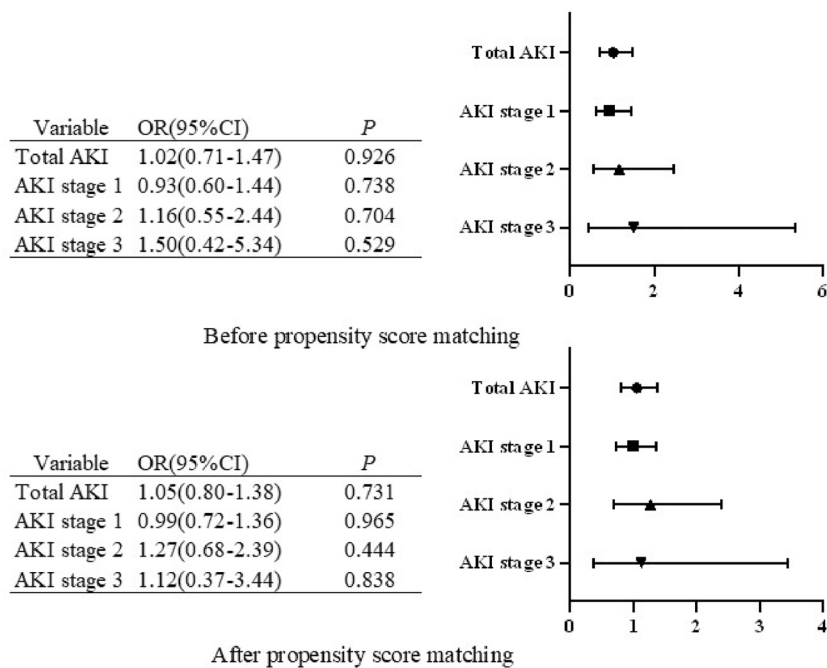 Variable OR(95%CI) P
Total AKI 1.02(0.71-1.47) 0.926
AKI stage 1 0.93(0.60-1.44) 0.738
AKI stage 2 1.16(0.55-2.44) 0.704
AKI stage 3 1.50(0.42-5.34) 0.529
Total AKI
AKI stage 1
AKI stage 2
AKI stage 3
0 2 4 6
Before propensity score matching
Variable OR(95%CI) P
Total AKI 1.05(0.80-1.38) 0.731
AKI stage 1 0.99(0.72-1.36) 0.965
AKI stage 2 1.27(0.68-2.39) 0.444
AKI stage 3 1.12(0.37-3.44) 0.838
Total AKI
AKI stage 1
AKI stage 2
AKI stage 3
0 1 2 3 4
After propensity score matching